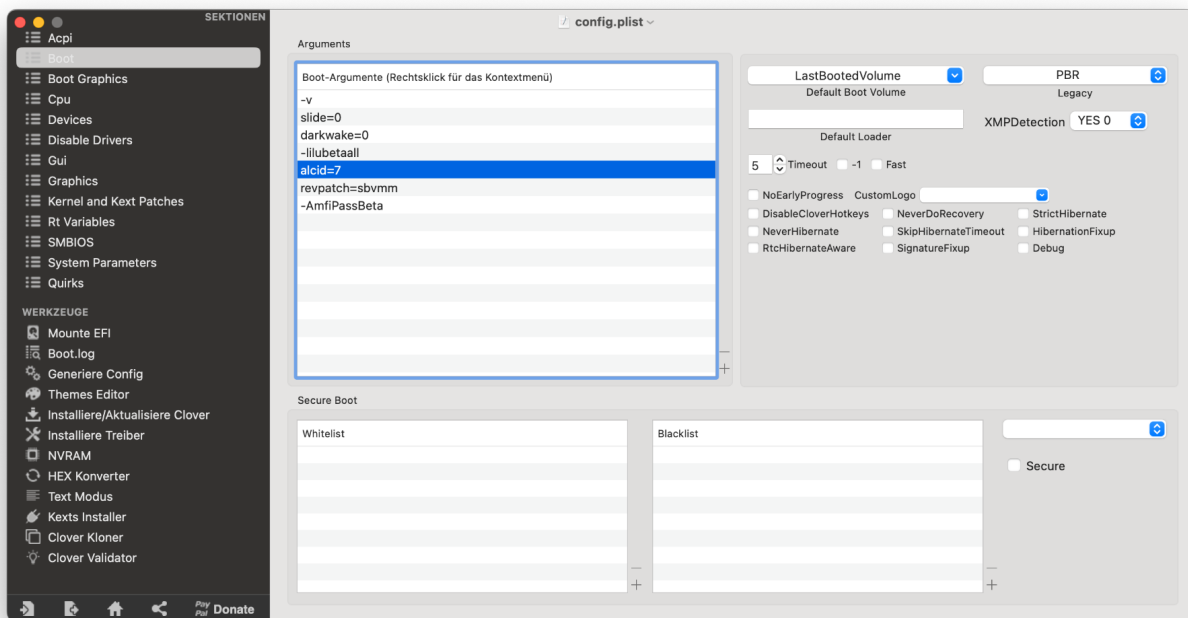 SEKTIONEN
Acpi
Boot
Boot Graphics
Cpu
Devices
Disable Drivers
Gui
Graphics
Kernel and Kext Patches
Rt Variables
SMBIOS
System Parameters
Quirks
WERKZEUGE
Mounte EFI
Boot.log
Generiere Config
Themes Editor
Installiere/Aktualisiere Clover
Installiere Treiber
NVRAM
HEX Konverter
Text Modus
Kexts Installer
Clover Kloner
Clover Validator
Pay
Pal Donate
config.plist
Arguments
Boot-Argumente (Rechtsklick für das Kontextmenü)
-v
slide=0
darkwake=0
-lilubetaall
alcid=7
revpatch=sbvmm
-AmfiPassBeta
LastBootedVolume
Default Boot Volume
PBR
Legacy
Default Loader
XMPDetection YES 0
5 Timeout -1 Fast
NoEarlyProgress CustomLogo
DisableCloverHotkeys NeverDoRecovery StrictHibernate
NeverHibernate SkipHibernateTimeout HibernationFixup
RtcHibernateAware SignatureFixup Debug
Secure Boot
Whitelist
Blacklist
Secure